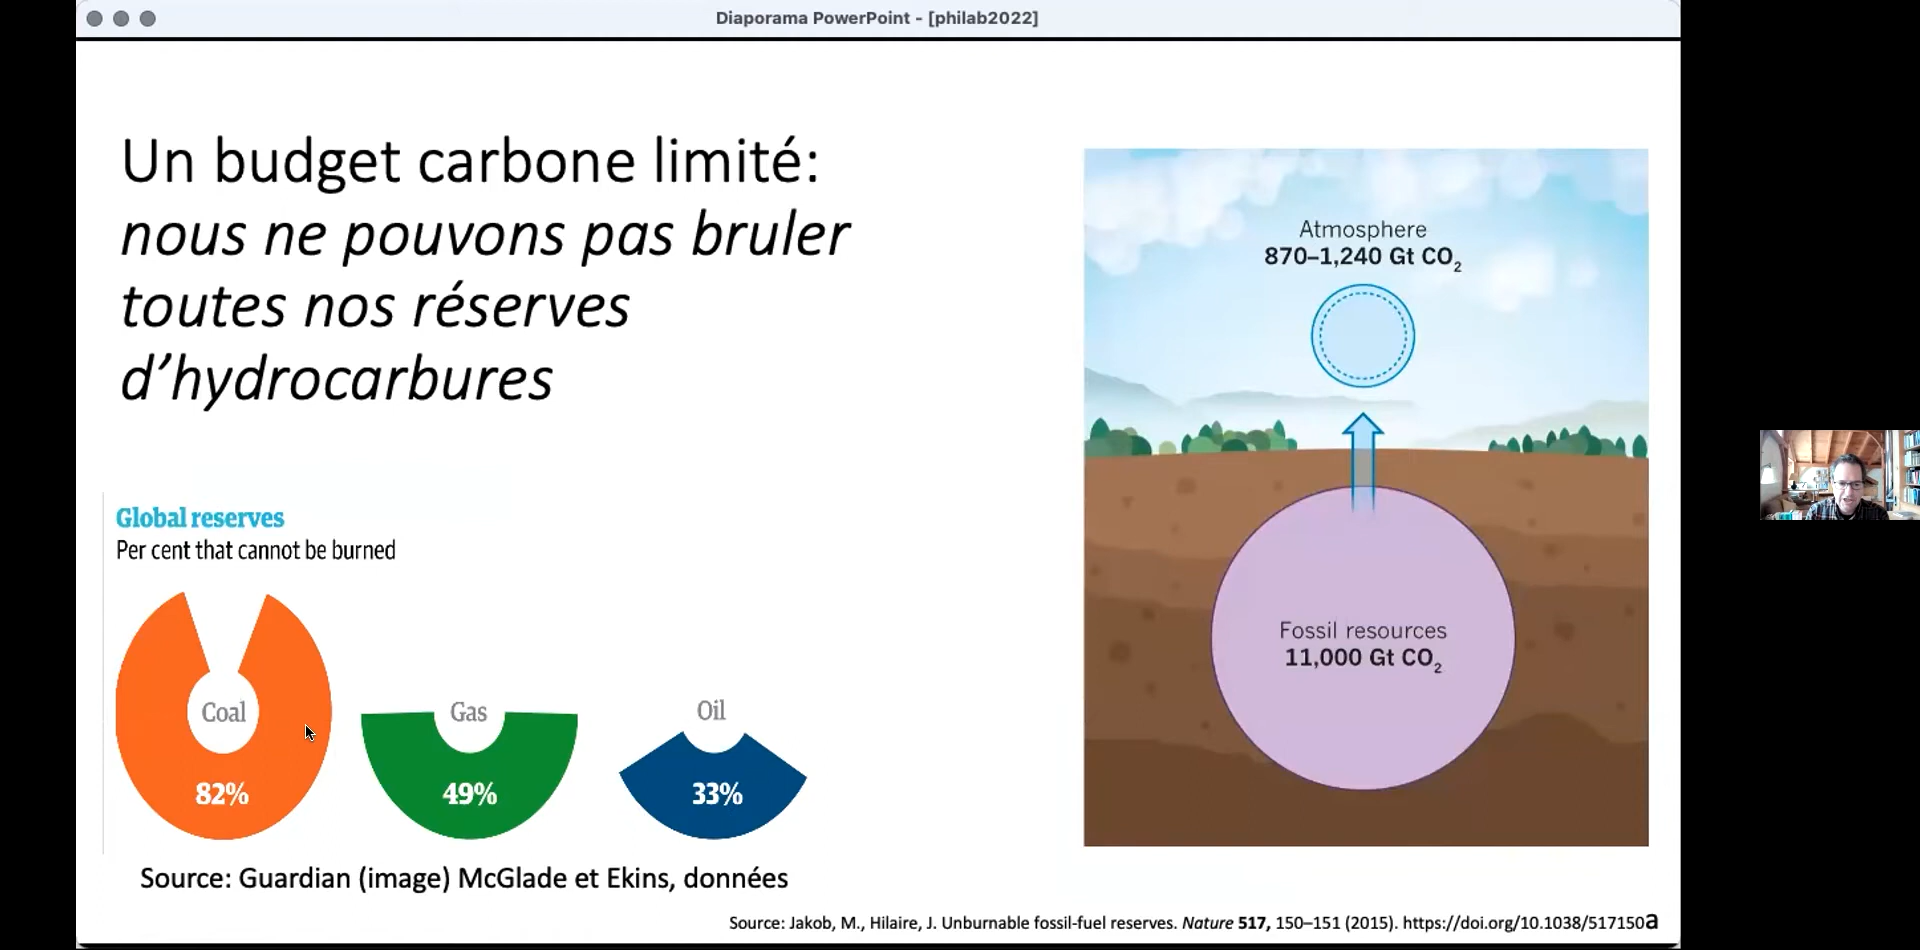 Diaporama PowerPoint - [philab2022]
Un budget carbone limité:
nous ne pouvons pas bruler
toutes nos réserves
d’hydrocarbures
Global reserves
Per cent that cannot be burned
Coal
82%
Gas
49%
Oil
33%
Source: Guardian (image) McGlade et Ekins, données
Atmosphere
870–1,240 Gt CO₂
Fossil resources
11,000 Gt CO₂
Source: Jakob, M., Hilaire, J. Unburnable fossil-fuel reserves. Nature 517, 150–151 (2015). https://doi.org/10.1038/517150a